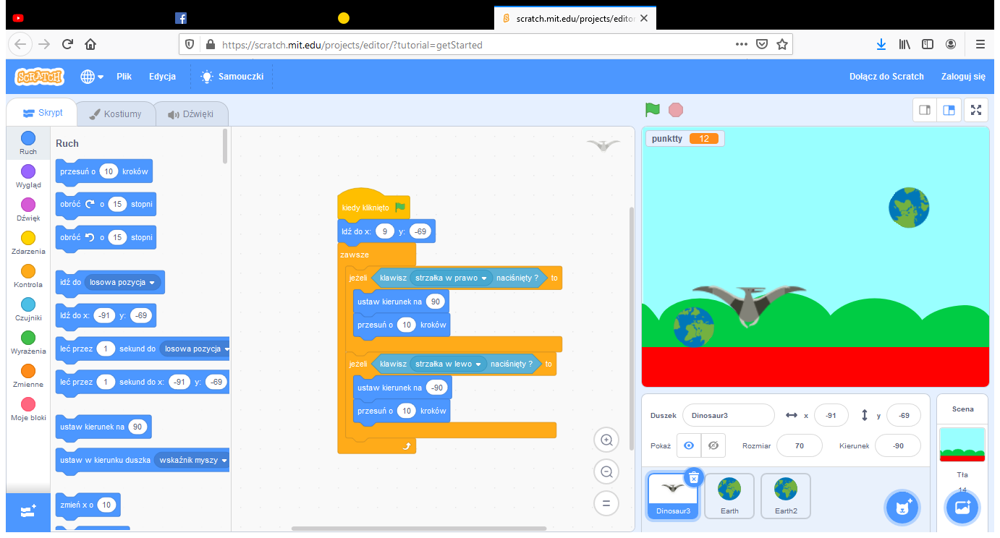 scratch.mit.edu/projects/editor
https://scratch.mit.edu/projects/editor/?tutorial=getStarted
SCRATCH Plik Edycja Samouczki Dołącz do Scratch Zaloguj się
Skrypt Kostiumy Dźwięki
Ruch
Wygląd
Dźwięk
Zdarzenia
Kontrola
Czujniki
Wyrażenia
Zmienne
Moje bloki
Ruch
przesuń o 10 kroków
obróć o 15 stopni
obróć o 15 stopni
idź do losowa pozycja
Idź do x: -91 y: -69
leć przez 1 sekund do losowa pozycja
leć przez 1 sekund do x: -91 y: -69
ustaw kierunek na 90
ustaw w kierunku duszka wskaźnik myszy
zmień x o 10
kiedy kliknięto
Idź do x: 9 y: -69
zawsze
jeżeli klawisz strzałka w prawo naciśnięty ? to
ustaw kierunek na 90
przesuń o 10 kroków
jeżeli klawisz strzałka w lewo naciśnięty ? to
ustaw kierunek na -90
przesuń o 10 kroków
punktty 12
Duszek Dinosaur3 x -91 y -69
Pokaż Rozmiar 70 Kierunek -90
Dinosaur3 Earth Earth2
Scena
Tła
14